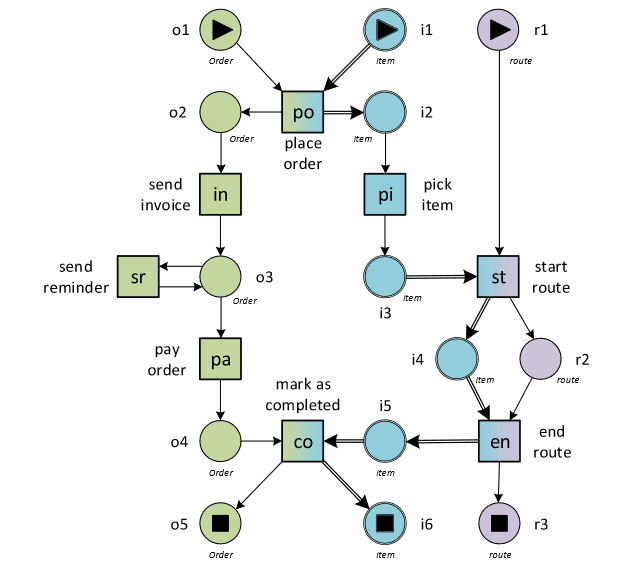 o1
i1
r1
Order
item
route
o2
po
i2
Order
Item
place
order
send
invoice
in
pi
pick
item
send
reminder
sr
o3
Order
i3
item
st
start
route
pay
order
pa
i4
item
r2
route
mark as
completed
o4
Order
co
i5
item
en
end
route
o5
Order
i6
item
r3
route